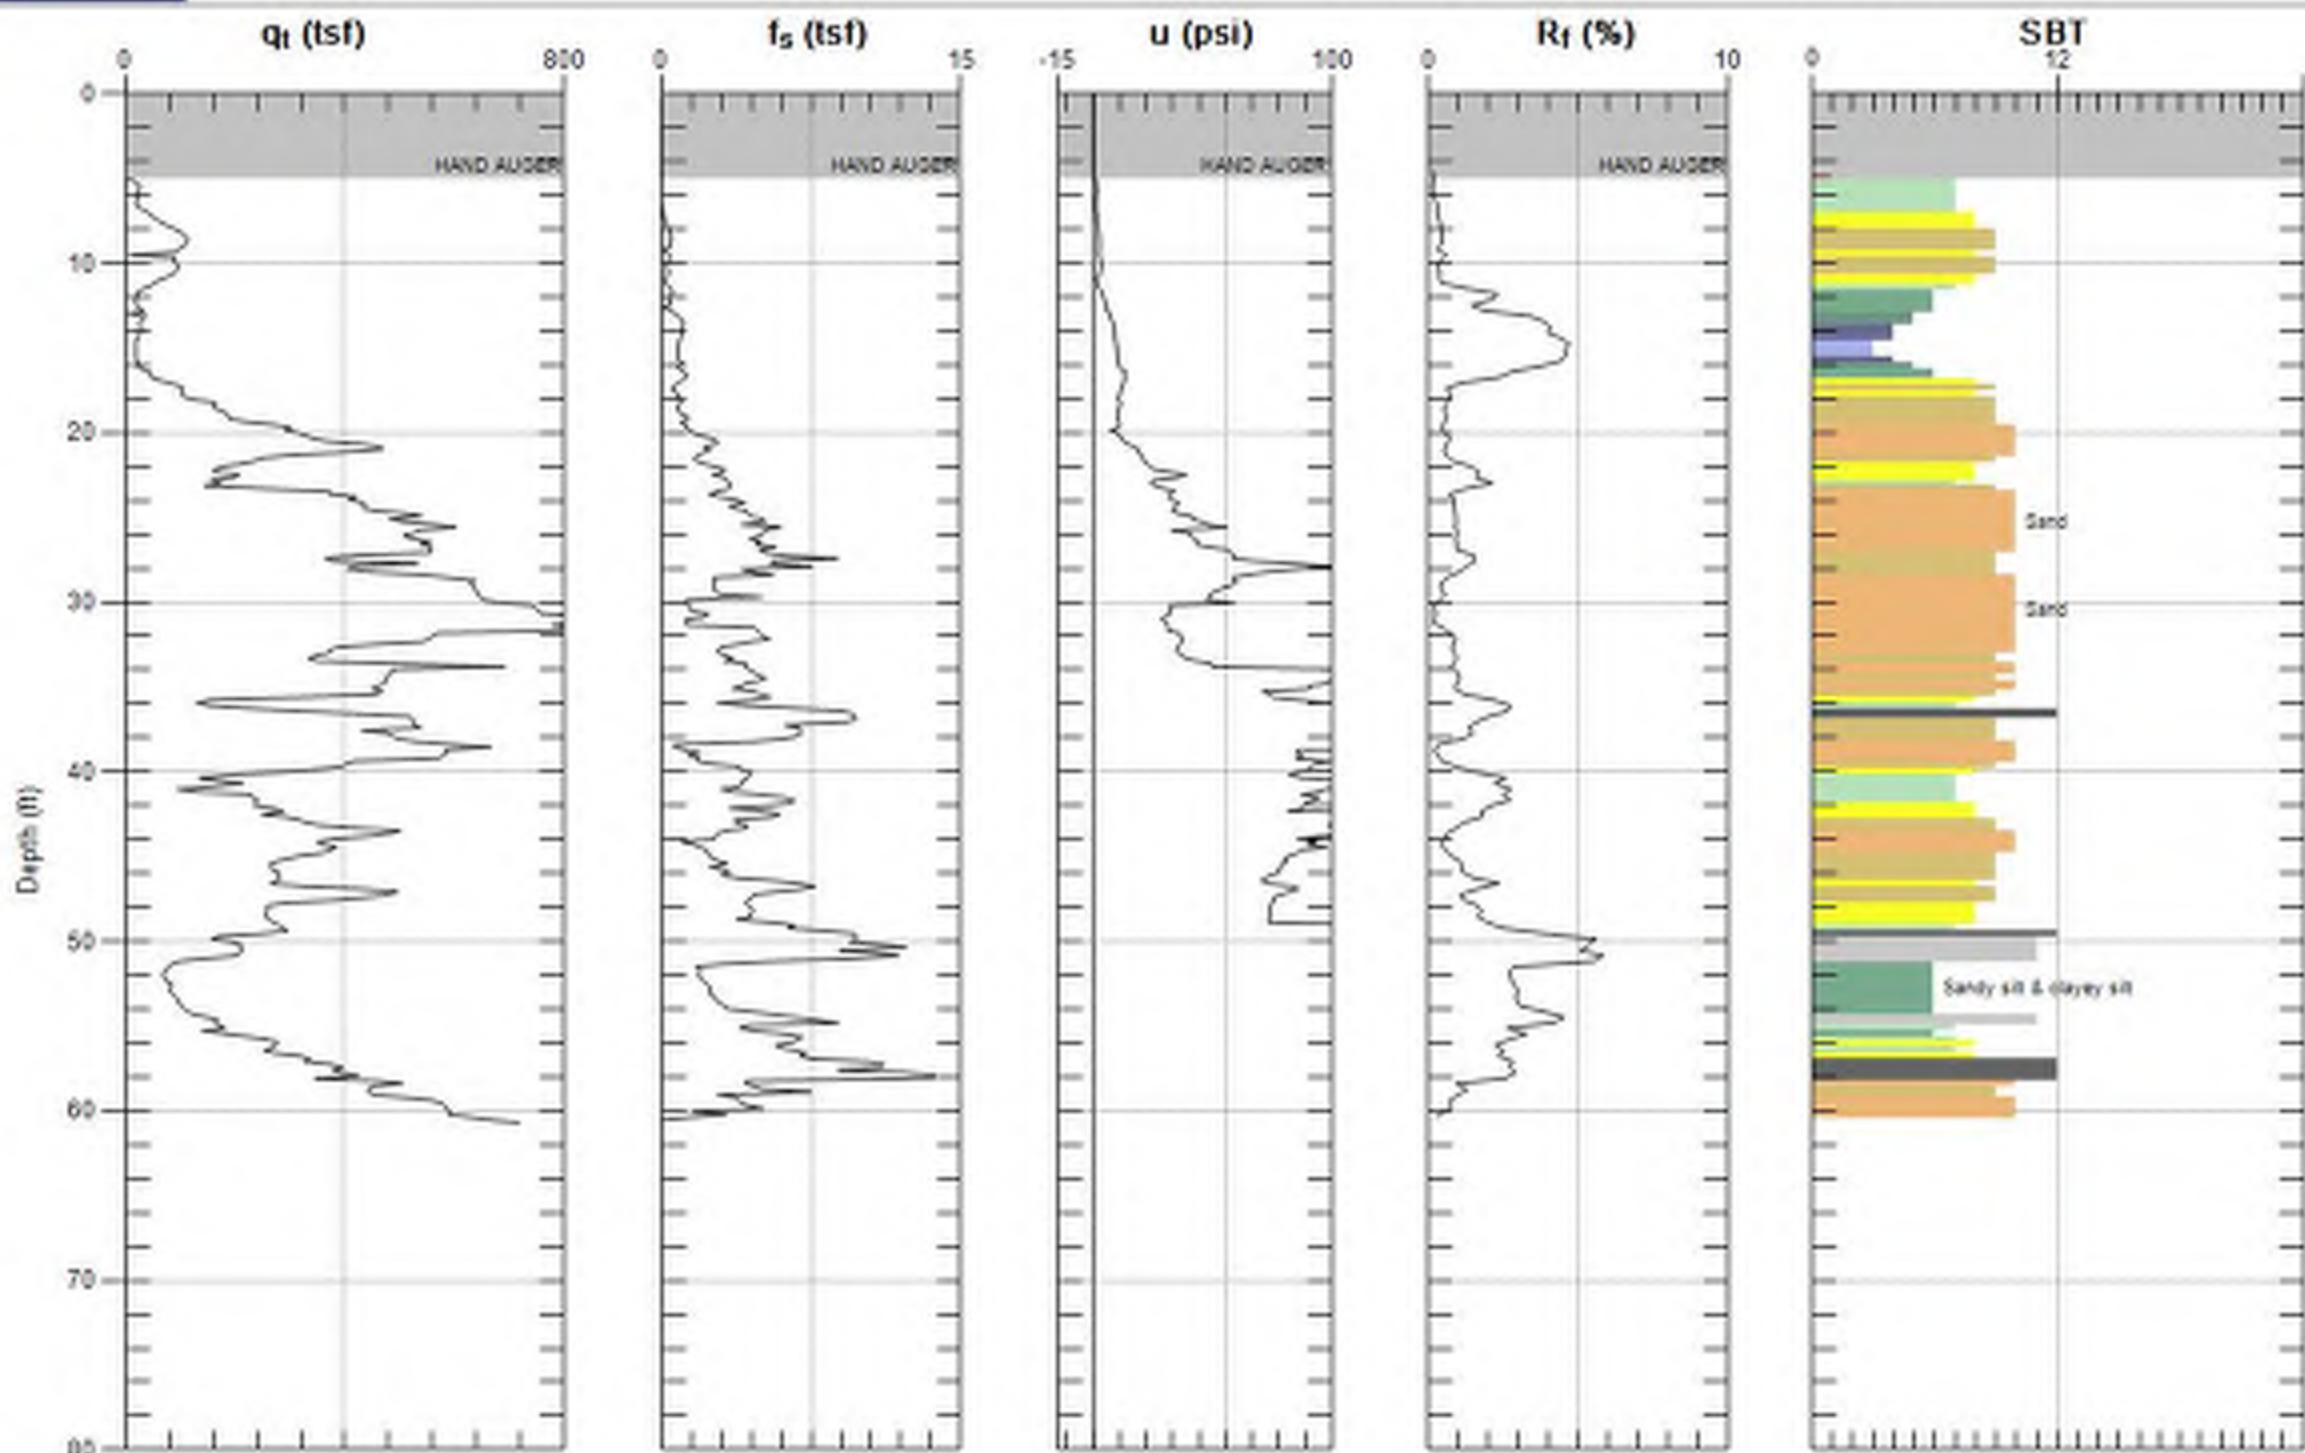 qt (tsf) fs (tsf) u (psi) Rf (%) SBT
0 800 0 15 -15 100 0 10 0 12
0
HAND AUGER HAND AUGER HAND AUGER HAND AUGER
10
20
Sand
30
Sand
40
Depth (ft)
50
Sandy silt & clayey silt
60
70
80